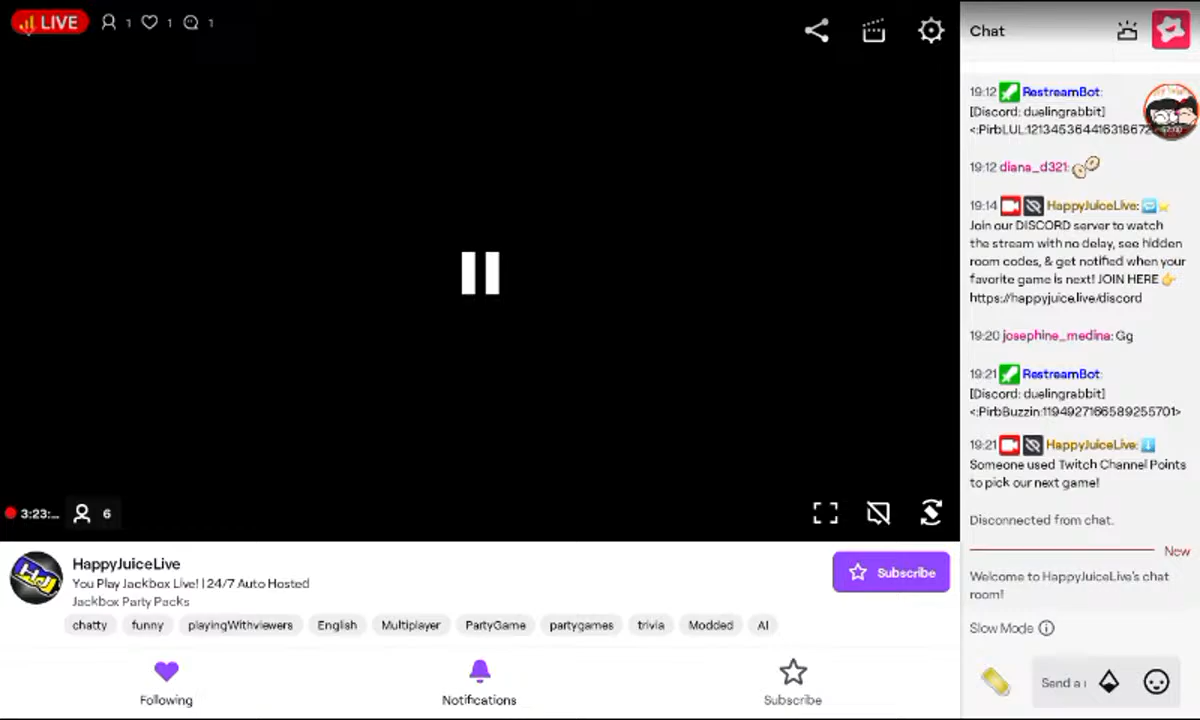 LIVE 1 1 1
3:23:... 6
HappyJuiceLive
You Play Jackbox Live! | 24/7 Auto Hosted
Jackbox Party Packs
chatty funny playingWithviewers English Multiplayer PartyGame partygames trivia Modded AI
Subscribe
Following Notifications Subscribe
Chat
19:12 RestreamBot:
[Discord: duelingrabbit]
19:12 diana_d321:
19:14 HappyJuiceLive:
Join our DISCORD server to watch
the stream with no delay, see hidden
room codes, & get notified when your
favorite game is next! JOIN HERE 👉
https://happyjuice.live/discord
19:20 josephine_medina: Gg
19:21 RestreamBot:
[Discord: duelingrabbit]
<:PirbBuzzin:1194927166589255701>
19:21 HappyJuiceLive:
Someone used Twitch Channel Points
to pick our next game!
Disconnected from chat.
New
Welcome to HappyJuiceLive's chat
room!
Slow Mode
Send a